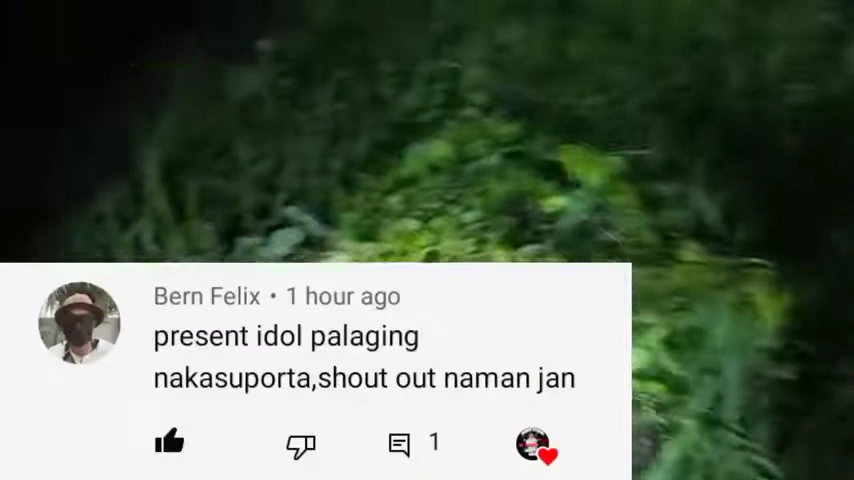 Bern Felix • 1 hour ago
present idol palaging
nakasuporta,shout out naman jan
1